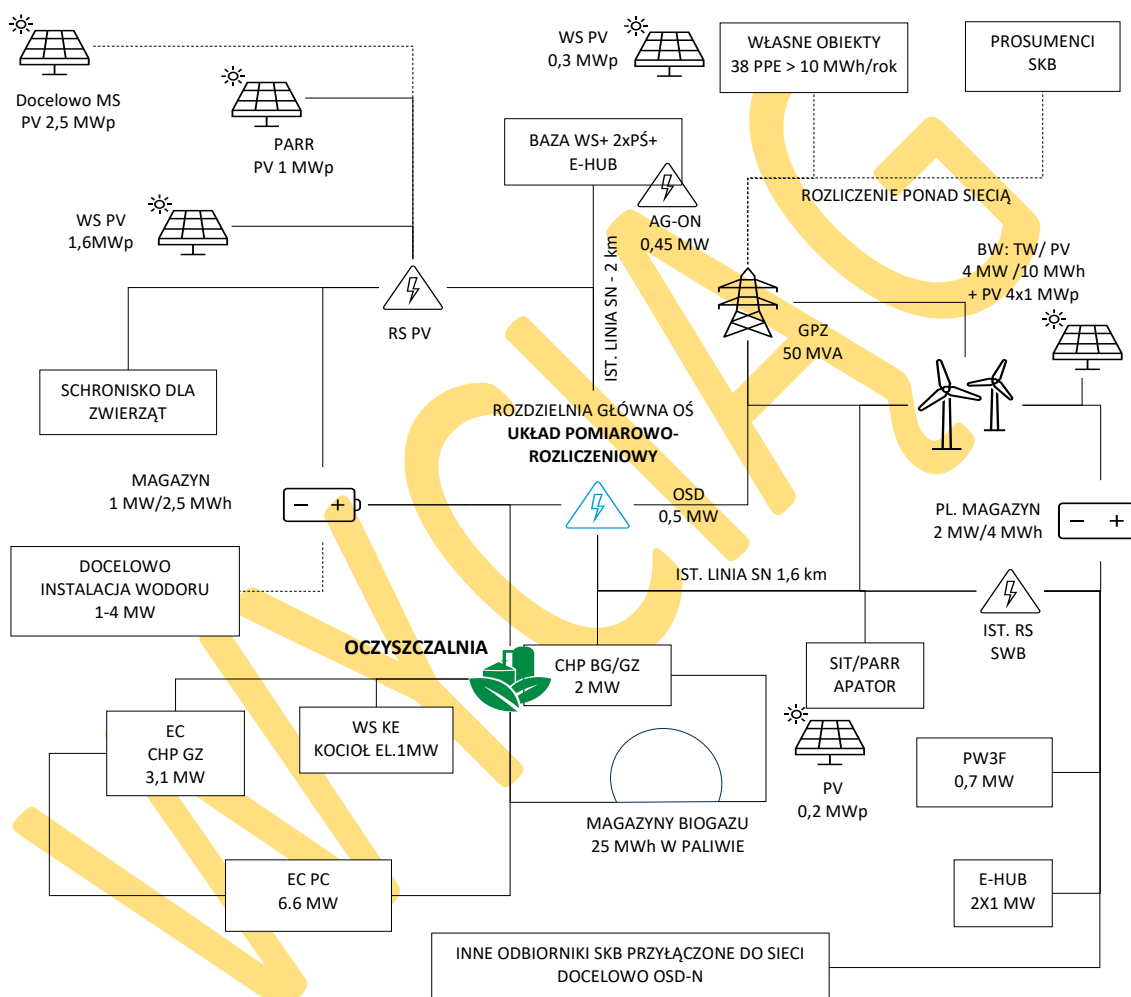 WS PV
0,3 MWp
WŁASNE OBIEKTY
38 PPE > 10 MWh/rok
PROSUMENCI
SKB
Docelowo MS
PV 2,5 MWp
PARR
PV 1 MWp
BAZA WS+ 2xPŚ+
E-HUB
ROZLICZENIE PONAD SIECIĄ
WS PV
1,6MWp
AG-ON
0,45 MW
BW: TW/ PV
4 MW /10 MWh
+ PV 4x1 MWp
IST. LINIA SN - 2 km
RS PV
GPZ
50 MVA
SCHRONISKO DLA
ZWIERZĄT
ROZDZIELNIA GŁÓWNA OŚ
UKŁAD POMIAROWO-
ROZLICZENIOWY
MAGAZYN
1 MW/2,5 MWh
OSD
0,5 MW
PL. MAGAZYN
2 MW/4 MWh
DOCELOWO
INSTALACJA WODORU
1-4 MW
IST. LINIA SN 1,6 km
IST. RS
SWB
OCZYSZCZALNIA
CHP BG/GZ
2 MW
SIT/PARR
APATOR
EC
CHP GZ
3,1 MW
WS KE
KOCIOŁ EL.1MW
PV
0,2 MWp
PW3F
0,7 MW
MAGAZYNY BIOGAZU
25 MWh W PALIWIE
EC PC
6.6 MW
E-HUB
2X1 MW
INNE ODBIORNIKI SKB PRZYŁĄCZONE DO SIECI
DOCELOWO OSD-N
WYCIĄG